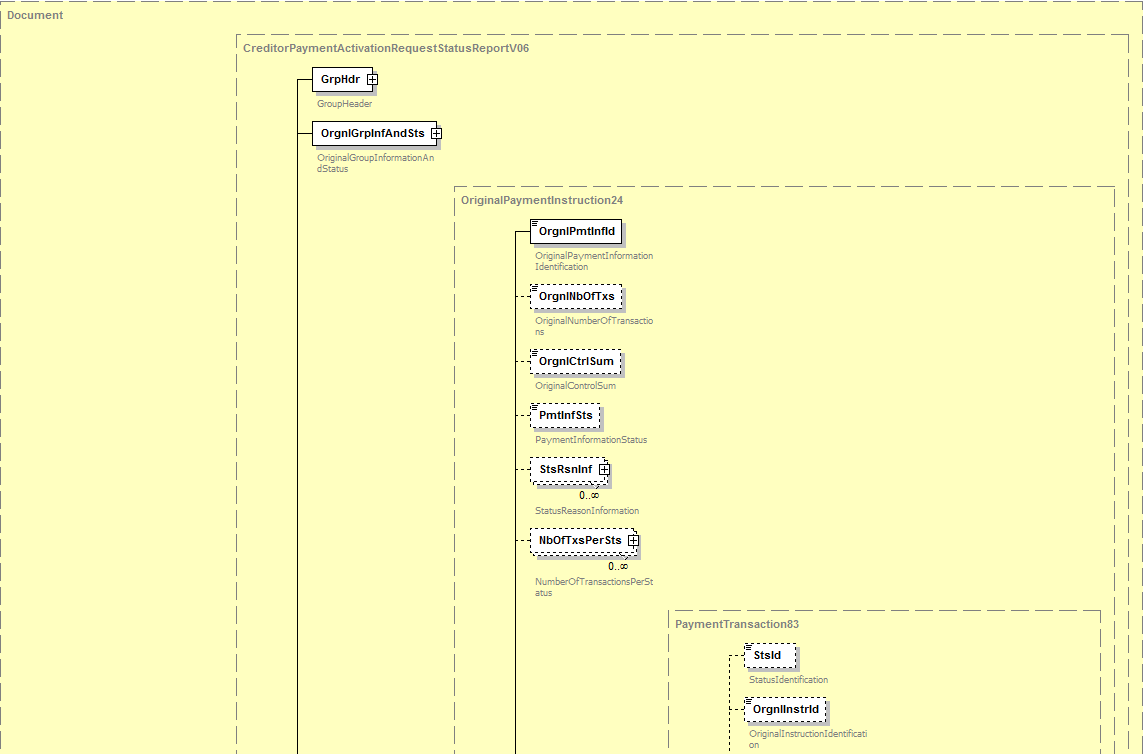 Document
CreditorPaymentActivationRequestStatusReportV06
GrpHdr
GroupHeader
OrgnlGrpInfAndSts
OriginalGroupInformationAn
dStatus
OriginalPaymentInstruction24
OrgnlPmtInfId
OriginalPaymentInformation
Identification
OrgnlNbOfTxs
OriginalNumberOfTransactio
ns
OrgnlCtrlSum
OriginalControlSum
PmtInfSts
PaymentInformationStatus
StsRsnInf
0..∞
StatusReasonInformation
NbOfTxsPerSts
0..∞
NumberOfTransactionsPerSt
atus
PaymentTransaction83
StsId
StatusIdentification
OrgnlInstrId
OriginalInstructionIdentificati
on